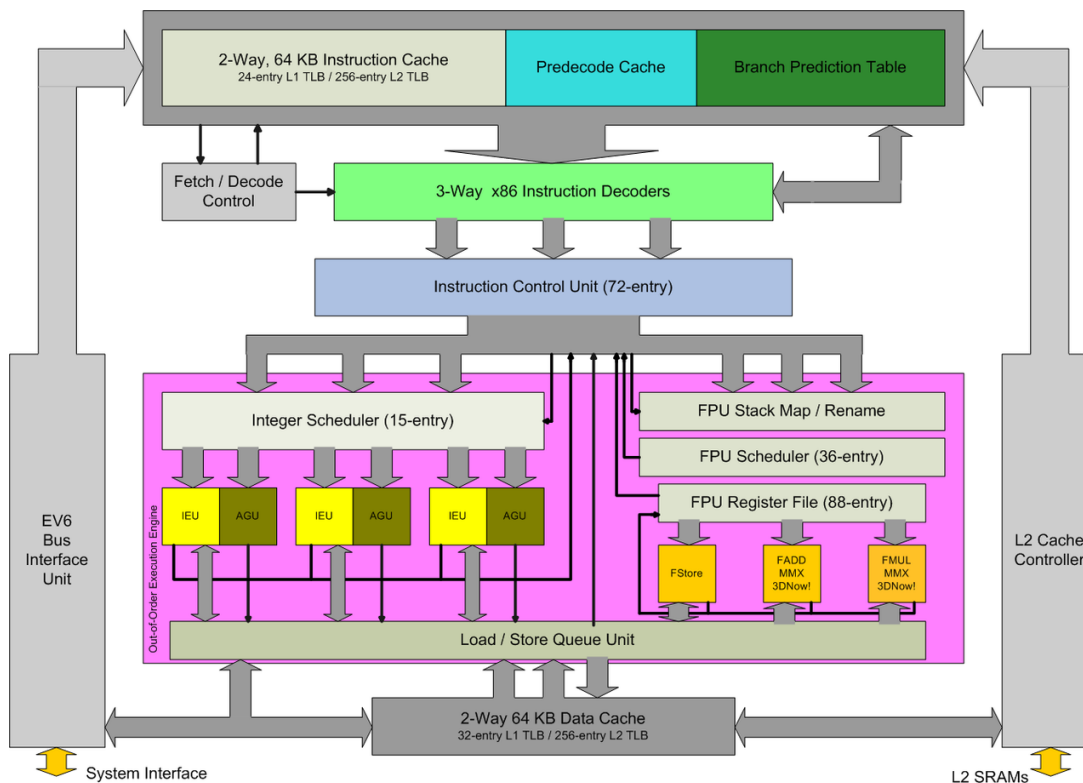 2-Way, 64 KB Instruction Cache
24-entry L1 TLB / 256-entry L2 TLB
Predecode Cache
Branch Prediction Table
Fetch / Decode
Control
3-Way x86 Instruction Decoders
Instruction Control Unit (72-entry)
Out-of-Order Execution Engine
Integer Scheduler (15-entry)
FPU Stack Map / Rename
FPU Scheduler (36-entry)
FPU Register File (88-entry)
IEU
AGU
IEU
AGU
IEU
AGU
FStore
FADD
MMX
3DNow!
FMUL
MMX
3DNow!
EV6
Bus
Interface
Unit
L2 Cache
Controller
Load / Store Queue Unit
2-Way 64 KB Data Cache
32-entry L1 TLB / 256-entry L2 TLB
System Interface
L2 SRAMs